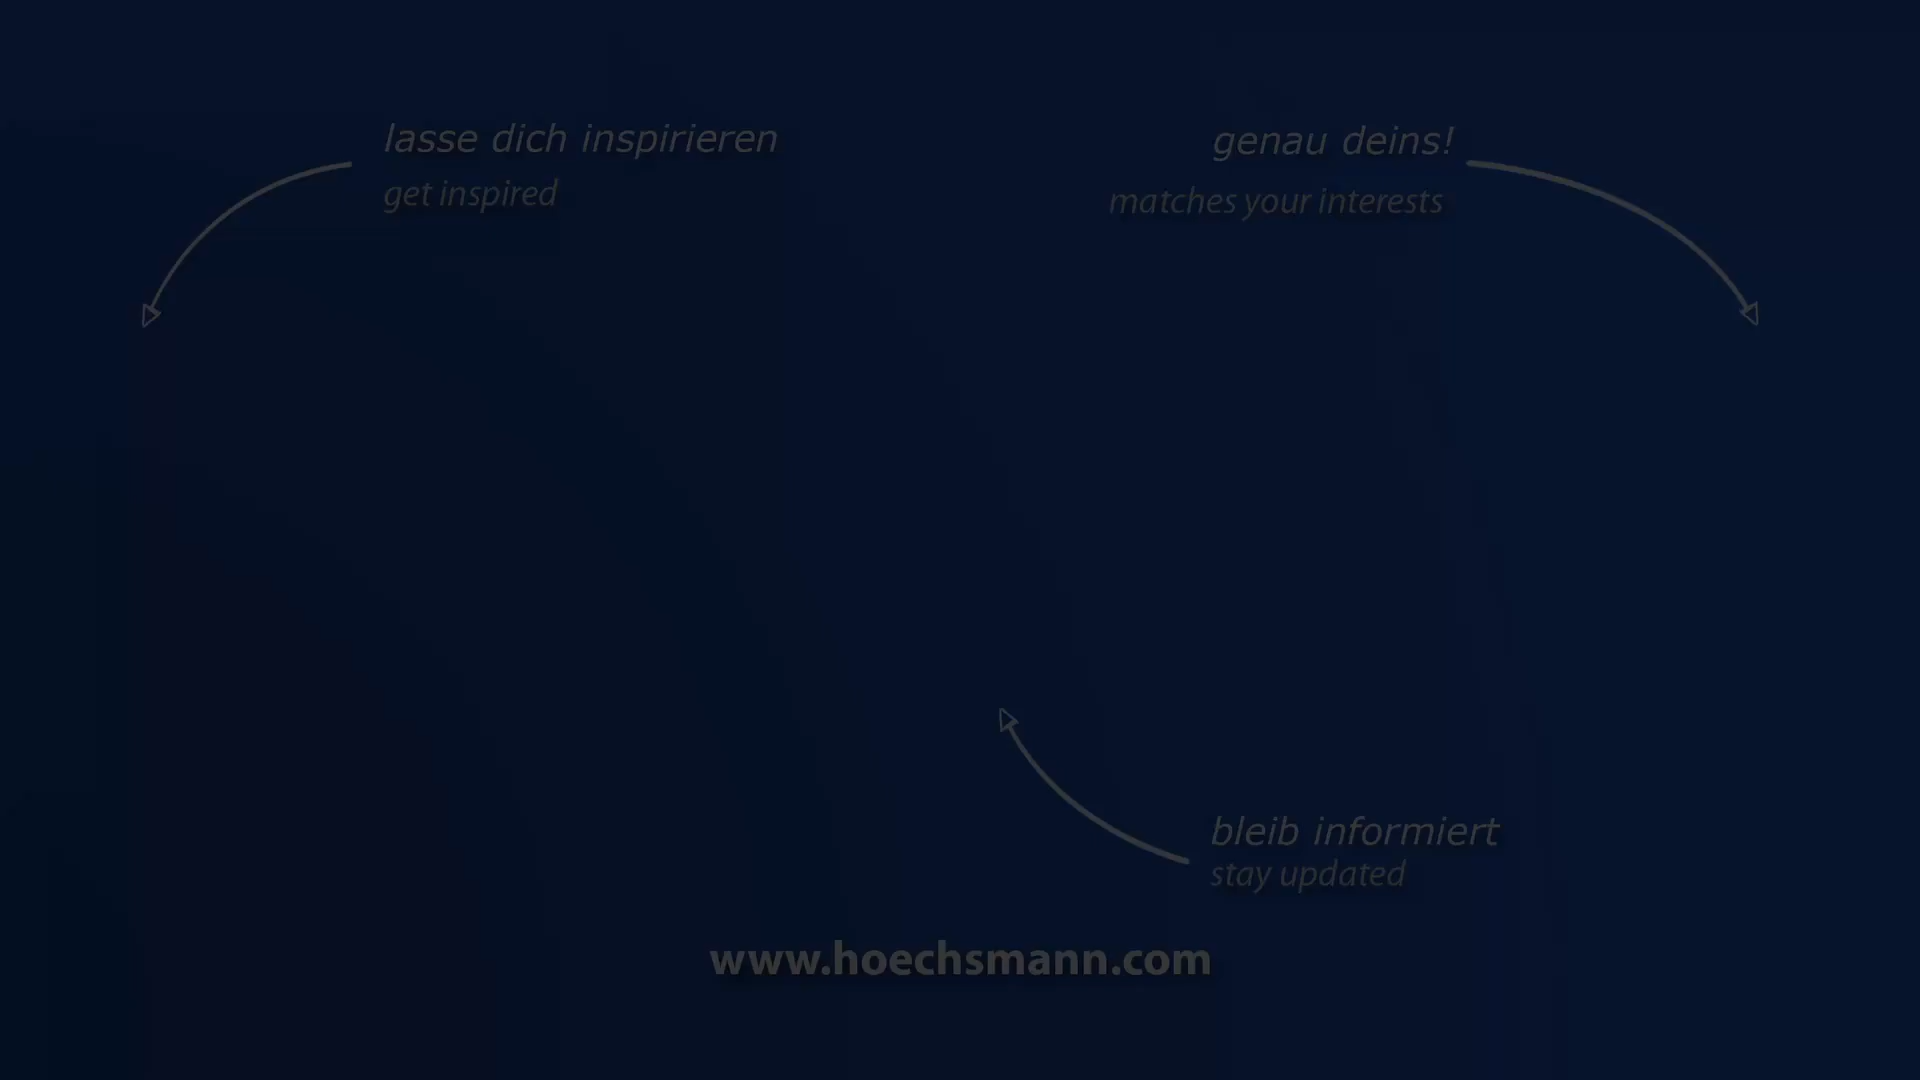 lasse dich inspirieren
get inspired
genau deins!
matches your interests
bleib informiert
stay updated
www.hoechsmann.com